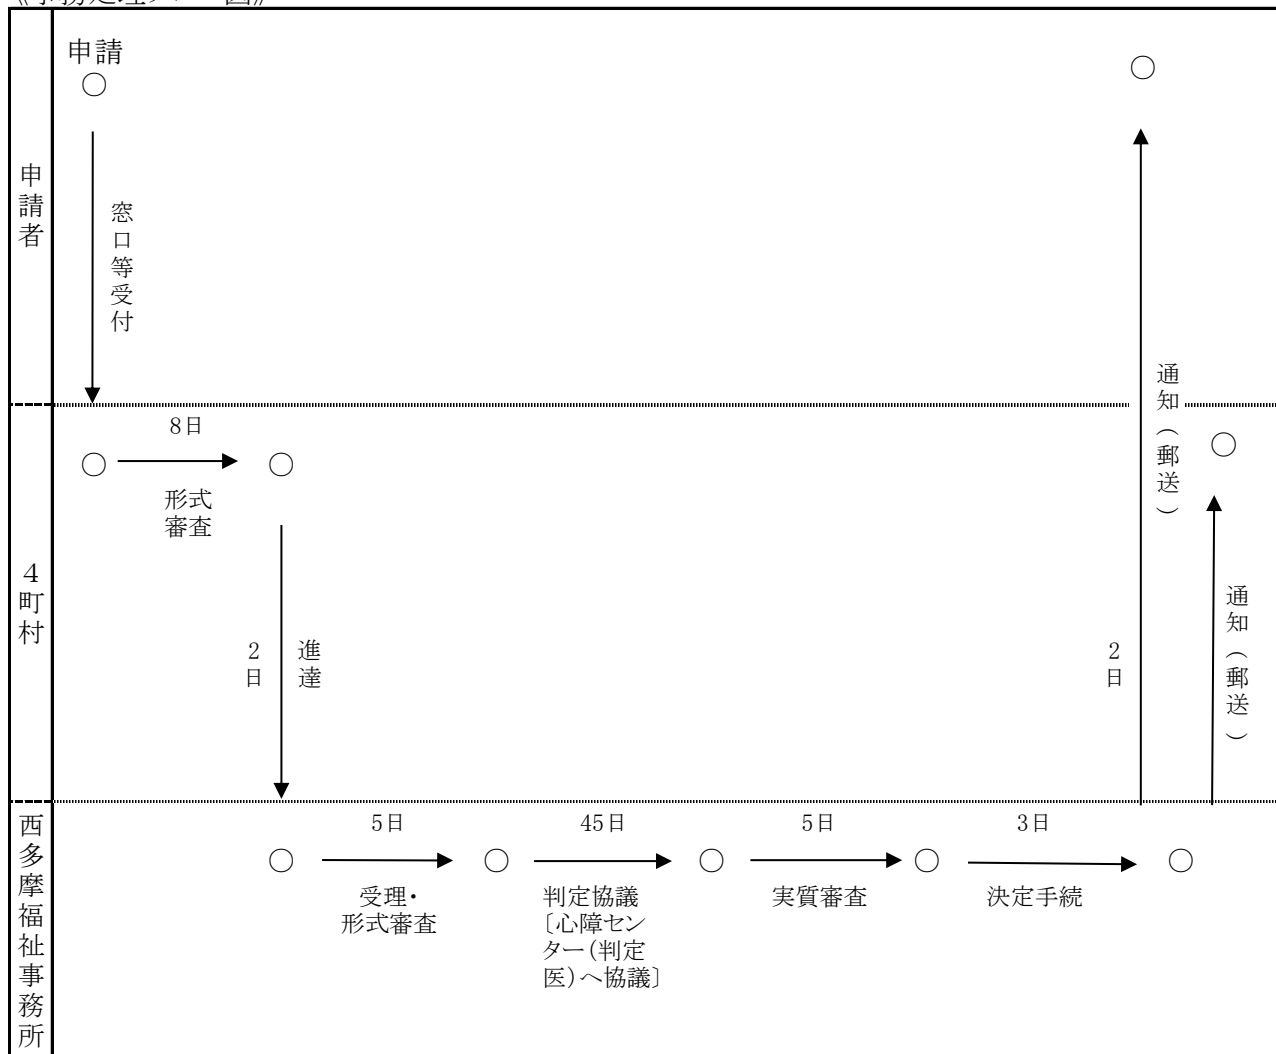 申請
申請者
窓口等受付
通知（郵送）
4町村
8日
形式
審査
2日
進達
2日
通知（郵送）
西多摩福祉事務所
5日
受理・
形式審査
45日
判定協議
〔心障セン
ター（判定
医）へ協議〕
5日
実質審査
3日
決定手続